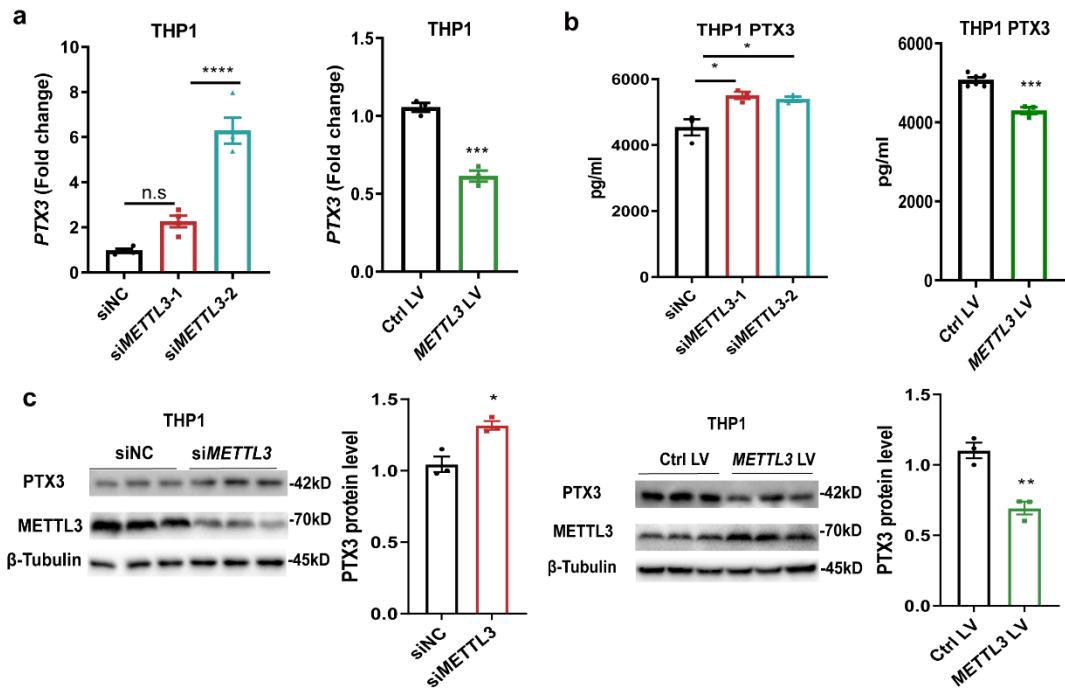 a
THP1
PTX3 (Fold change)
10
8
6
4
2
0
n.s
****
siNC
siMETTL3-1
siMETTL3-2
THP1
PTX3 (Fold change)
1.5
1.0
0.5
0.0
***
Ctrl LV
METTL3 LV
b
THP1 PTX3
pg/ml
6000
4000
2000
0
*
*
siNC
siMETTL3-1
siMETTL3-2
THP1 PTX3
pg/ml
6000
4000
2000
0
***
Ctrl LV
METTL3 LV
c
THP1
siNC siMETTL3
PTX3 -42kD
METTL3 -70kD
β-Tubulin -45kD
PTX3 protein level
1.5
1.0
0.5
0.0
*
siNC
siMETTL3
THP1
Ctrl LV METTL3 LV
PTX3 -42kD
METTL3 -70kD
β-Tubulin -45kD
PTX3 protein level
1.5
1.0
0.5
0.0
**
Ctrl LV
METTL3 LV